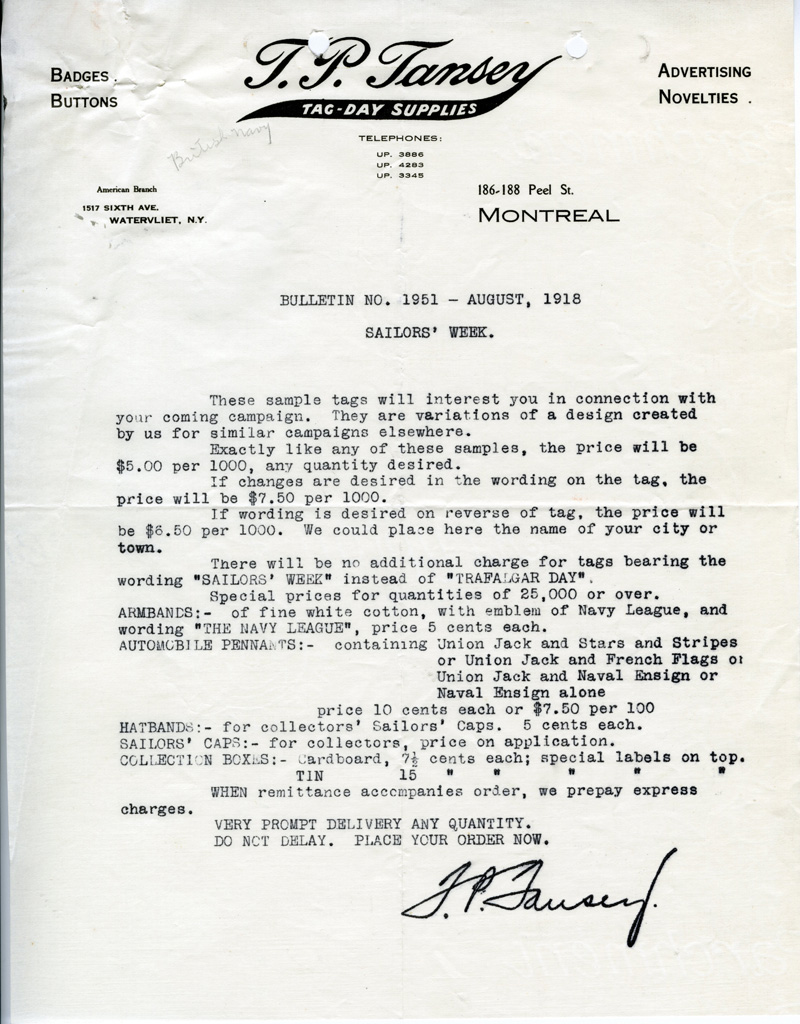 T. P. Tansey
TAG-DAY SUPPLIES
BADGES.
BUTTONS
ADVERTISING
NOVELTIES.
British navy
TELEPHONES:
UP. 3886
UP. 4283
UP. 3345
American Branch
1517 SIXTH AVE.
WATERVLIET, N.Y.
186-188 Peel St.
MONTREAL
BULLETIN NO. 1951 - AUGUST, 1918
SAILORS' WEEK.
These sample tags will interest you in connection with
your coming campaign. They are variations of a design created
by us for similar campaigns elsewhere.
Exactly like any of these samples, the price will be
$5.00 per 1000, any quantity desired.
If changes are desired in the wording on the tag, the
price will be $7.50 per 1000.
If wording is desired on reverse of tag, the price will
be $6.50 per 1000. We could place here the name of your city or
town.
There will be no additional charge for tags bearing the
wording "SAILORS' WEEK" instead of "TRAFALGAR DAY".
Special prices for quantities of 25,000 or over.
ARMBANDS:- of fine white cotton, with emblem of Navy League, and
wording "THE NAVY LEAGUE", price 5 cents each.
AUTOMOBILE PENNANTS:- containing Union Jack and Stars and Stripes
or Union Jack and French Flags or
Union Jack and Naval Ensign or
Naval Ensign alone
price 10 cents each or $7.50 per 100
HATBANDS:- for collectors' Sailors' Caps. 5 cents each.
SAILORS' CAPS:- for collectors, price on application.
COLLECTION BOXES:- Cardboard, 7½ cents each; special labels on top.
TIN 15 " " " " "
WHEN remittance accompanies order, we prepay express
charges.
VERY PROMPT DELIVERY ANY QUANTITY.
DO NOT DELAY. PLACE YOUR ORDER NOW.
T. P. Tansey.